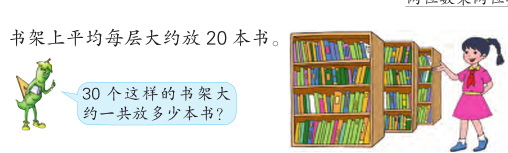 书架上平均每层大约放 20 本书。
30 个这样的书架大
约一共放多少本书？